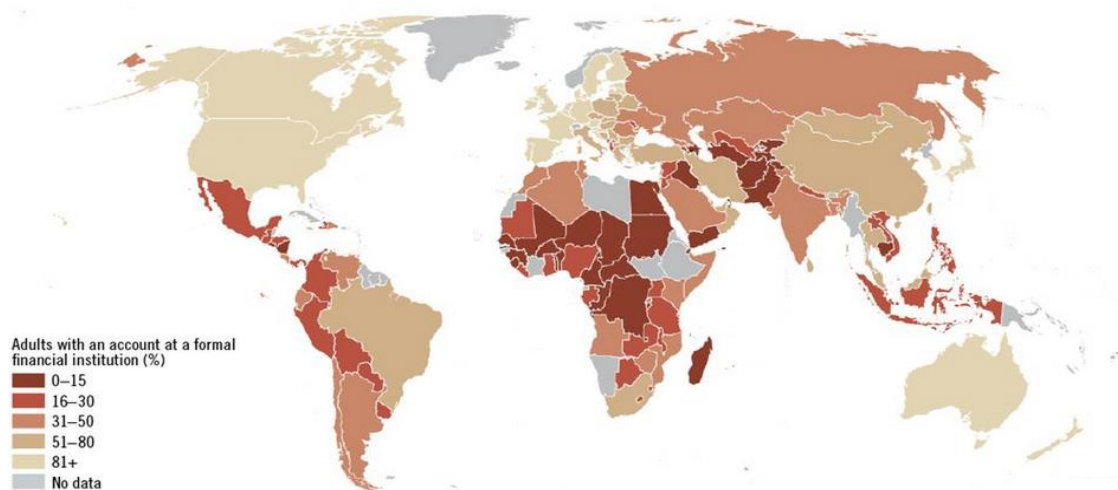 Adults with an account at a formal
financial institution (%)
0–15
16–30
31–50
51–80
81+
No data